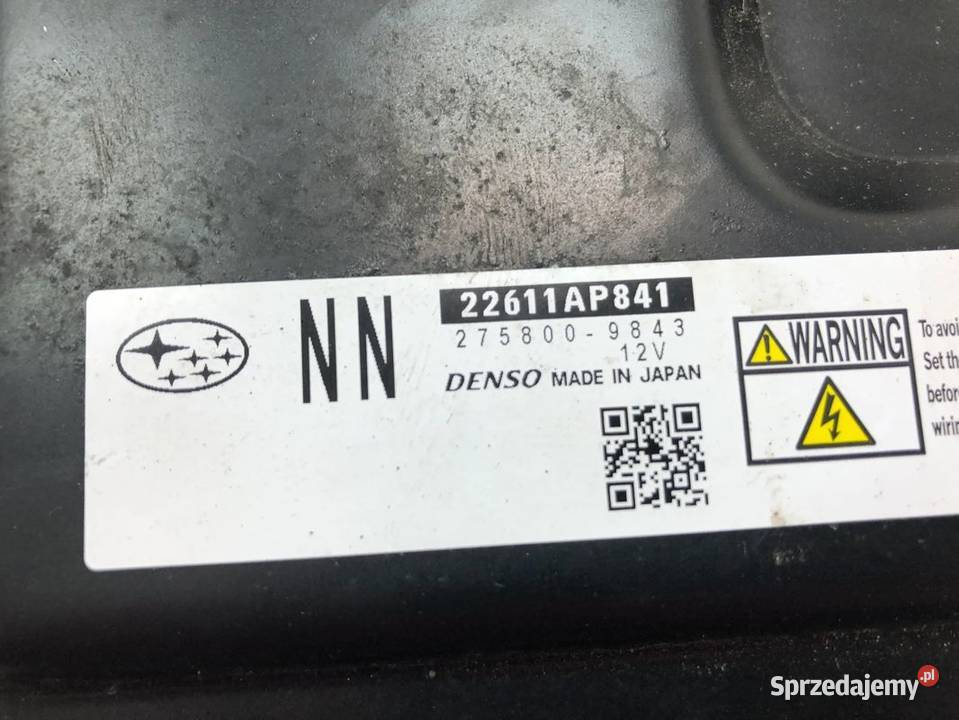 NN
22611AP841
275800-9843
12V
DENSO MADE IN JAPAN
WARNING
To avoi
Set th
befor
wirin
Sprzedajemy.pl